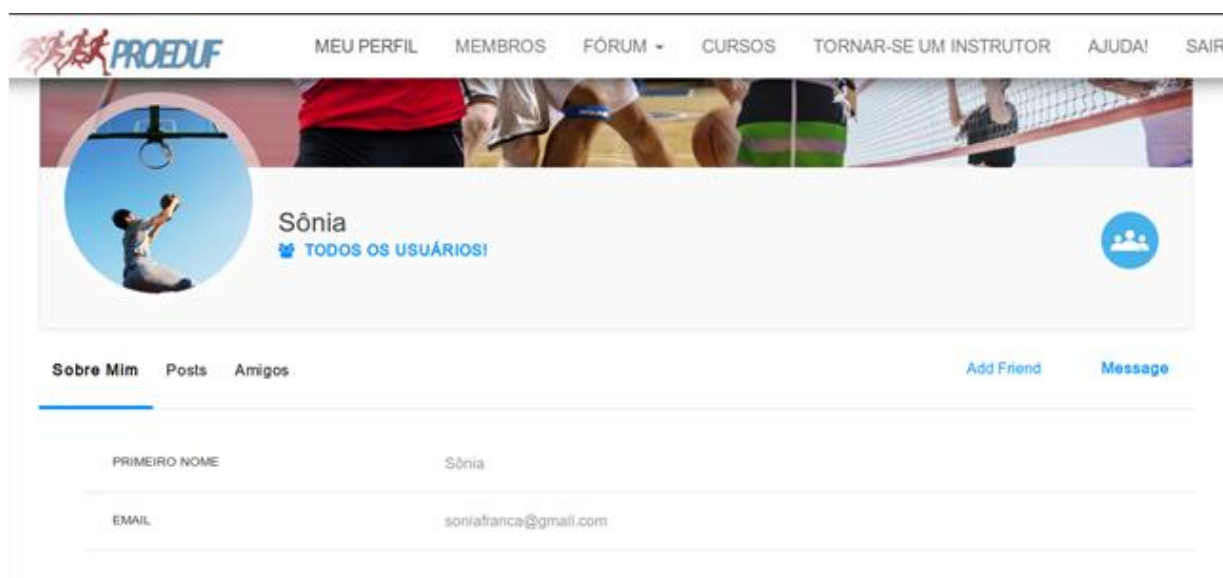 PROEDUF MEU PERFIL MEMBROS FÓRUM CURSOS TORNAR-SE UM INSTRUTOR AJUDA! SAIR
Sônia
TODOS OS USUÁRIOS!
Sobre Mim Posts Amigos Add Friend Message
PRIMEIRO NOME Sônia
EMAIL soniafranca@gmail.com